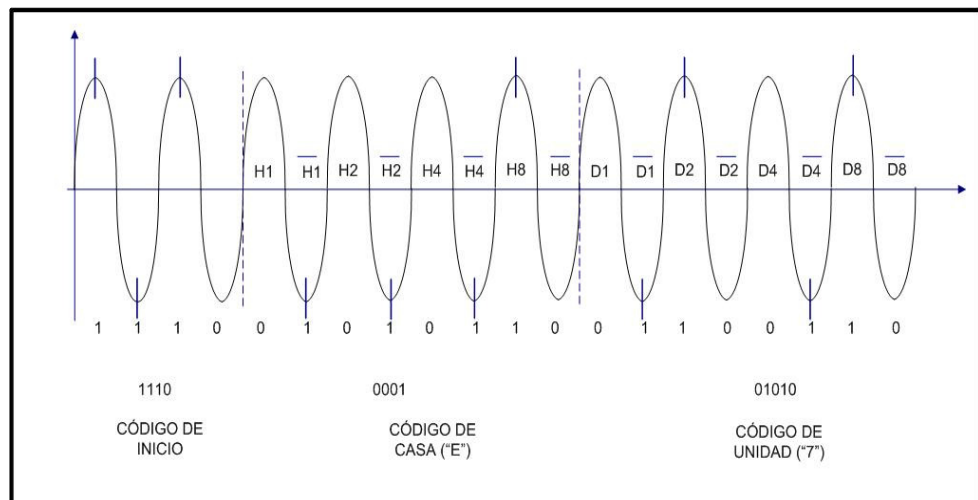 H1 H1 H2 H2 H4 H4 H8 H8 D1 D1 D2 D2 D4 D4 D8 D8
1 1 1 0 0 1 0 1 0 1 1 0 0 1 1 0 0 1 1 0
1110 0001 01010
CÓDIGO DE CÓDIGO DE CÓDIGO DE
INICIO CASA ("E") UNIDAD ("7")